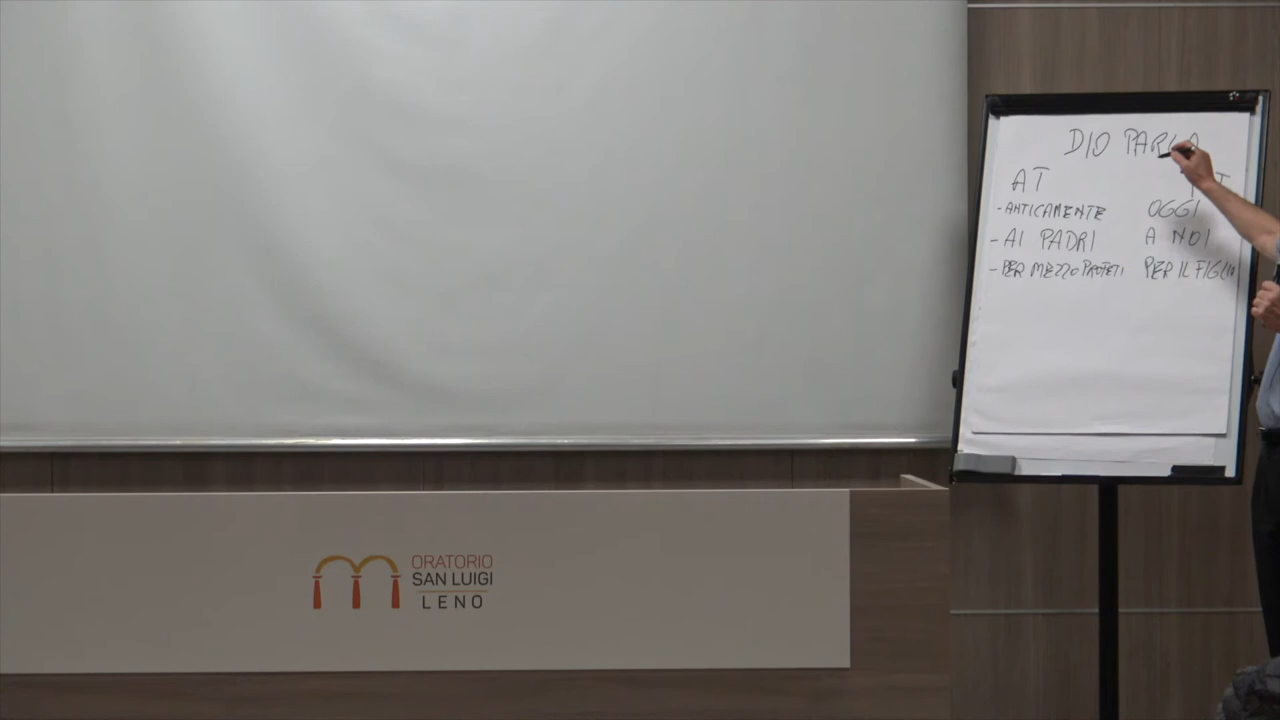 DIO PARLA
AT
- ANTICAMENTE OGGI
- AI PADRI A NOI
- PER MEZZO PROFETI PER IL FIGLIO
ORATORIO
SAN LUIGI
LENO